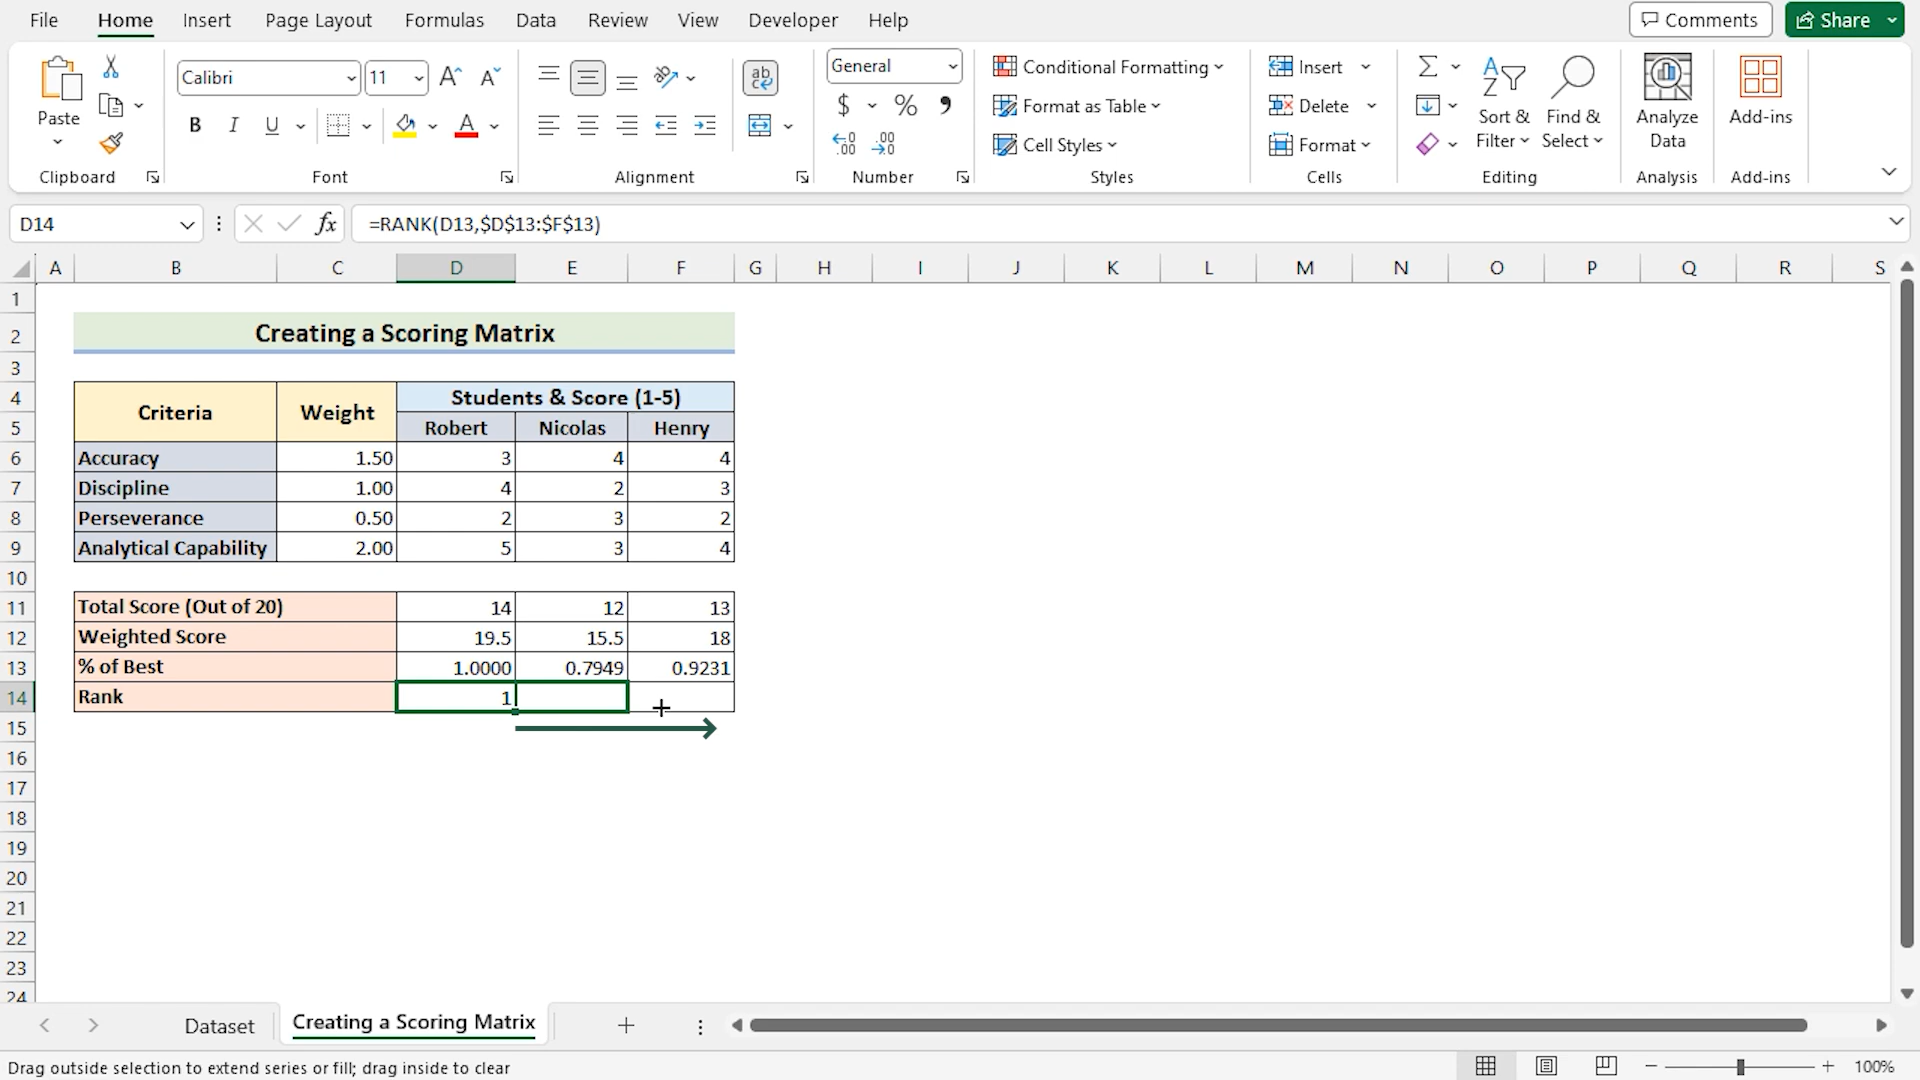 File Home Insert Page Layout Formulas Data Review View Developer Help Comments Share
Calibri 11 General Conditional Formatting Insert
Paste Format as Table Delete Sort & Filter Find & Select Analyze Data Add-ins
B I U A $ % Cell Styles Format
Clipboard Font Alignment Number Styles Cells Editing Analysis Add-ins
D14 fx =RANK(D13,$D$13:$F$13)
A B C D E F G H I J K L M N O P Q R S
1
2 Creating a Scoring Matrix
3
4 Criteria Weight Students & Score (1-5)
5 Robert Nicolas Henry
6 Accuracy 1.50 3 4 4
7 Discipline 1.00 4 2 3
8 Perseverance 0.50 2 3 2
9 Analytical Capability 2.00 5 3 4
10
11 Total Score (Out of 20) 14 12 13
12 Weighted Score 19.5 15.5 18
13 % of Best 1.0000 0.7949 0.9231
14 Rank 1
15
16
17
18
19
20
21
22
23
24
Dataset Creating a Scoring Matrix
Drag outside selection to extend series or fill; drag inside to clear 100%